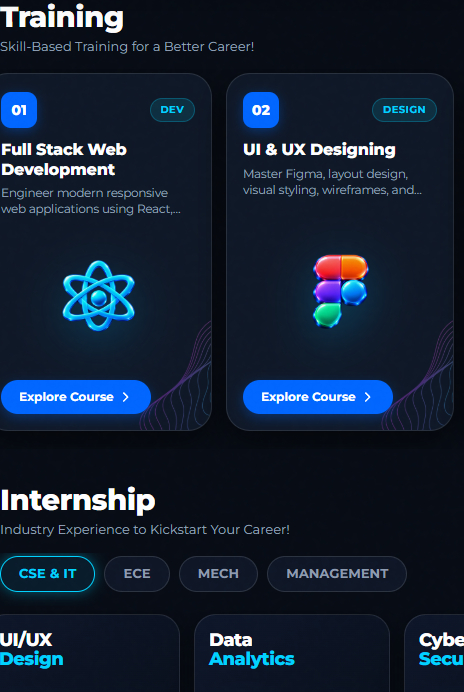 Training
Skill-Based Training for a Better Career!
01
DEV
Full Stack Web
Development
Engineer modern responsive
web applications using React,...
Explore Course
02
DESIGN
UI & UX Designing
Master Figma, layout design,
visual styling, wireframes, and...
Explore Course
Internship
Industry Experience to Kickstart Your Career!
CSE & IT
ECE
MECH
MANAGEMENT
UI/UX
Design
Data
Analytics
Cybe
Secu